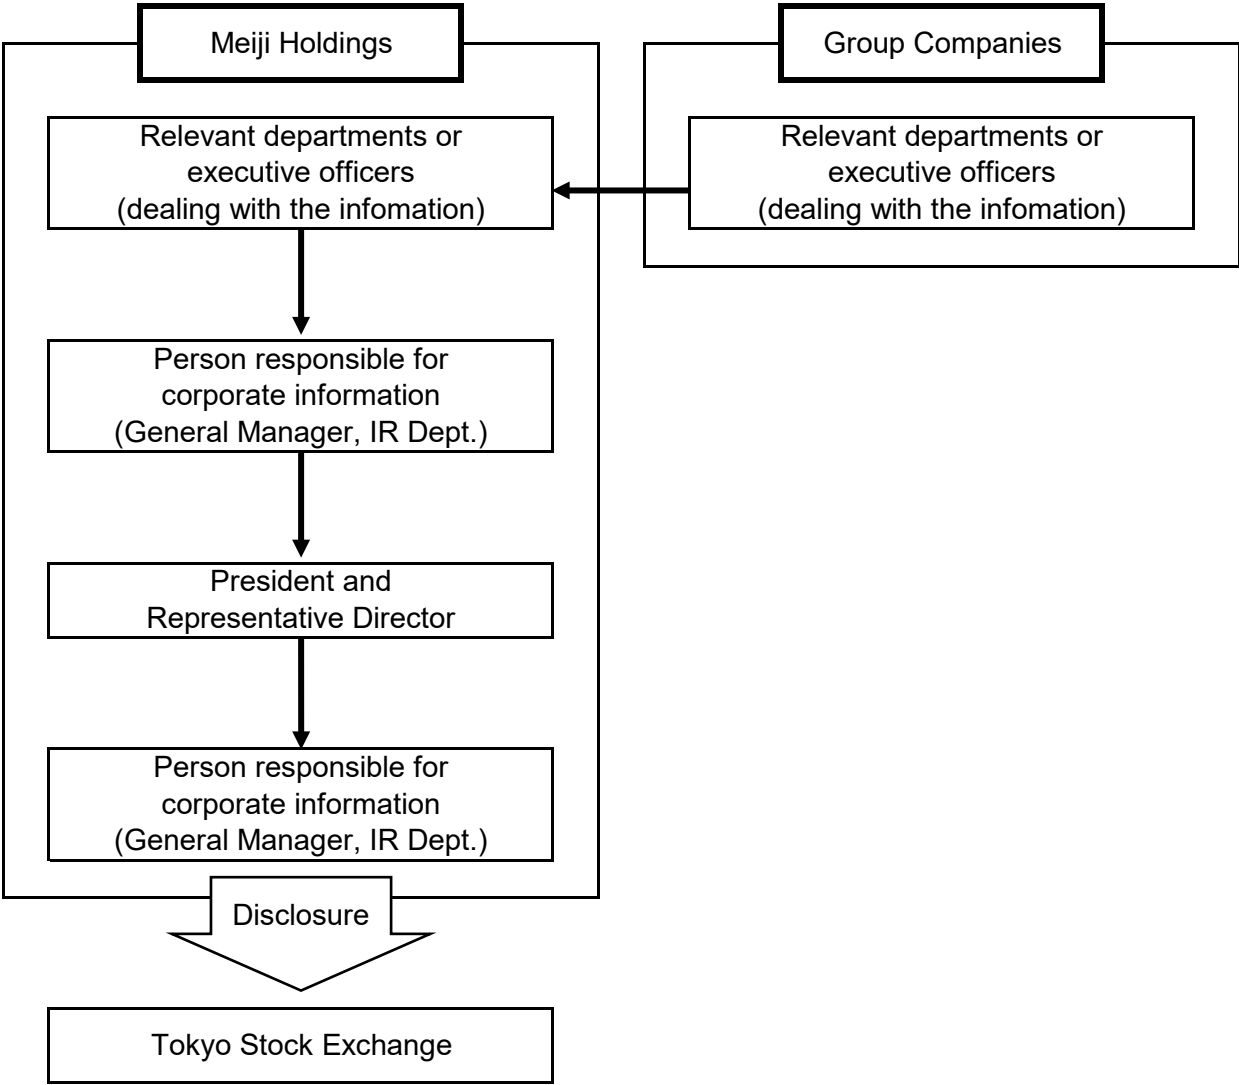 Meiji Holdings
Group Companies
Relevant departments or
executive officers
(dealing with the infomation)
Relevant departments or
executive officers
(dealing with the infomation)
Person responsible for
corporate information
(General Manager, IR Dept.)
President and
Representative Director
Person responsible for
corporate information
(General Manager, IR Dept.)
Disclosure
Tokyo Stock Exchange